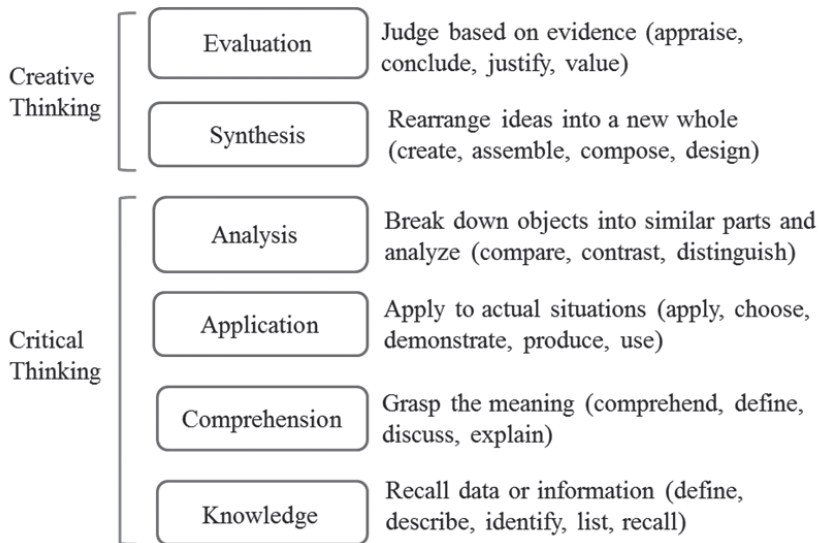 Creative
Thinking
Evaluation
Judge based on evidence (appraise,
conclude, justify, value)
Synthesis
Rearrange ideas into a new whole
(create, assemble, compose, design)
Critical
Thinking
Analysis
Break down objects into similar parts and
analyze (compare, contrast, distinguish)
Application
Apply to actual situations (apply, choose,
demonstrate, produce, use)
Comprehension
Grasp the meaning (comprehend, define,
discuss, explain)
Knowledge
Recall data or information (define,
describe, identify, list, recall)